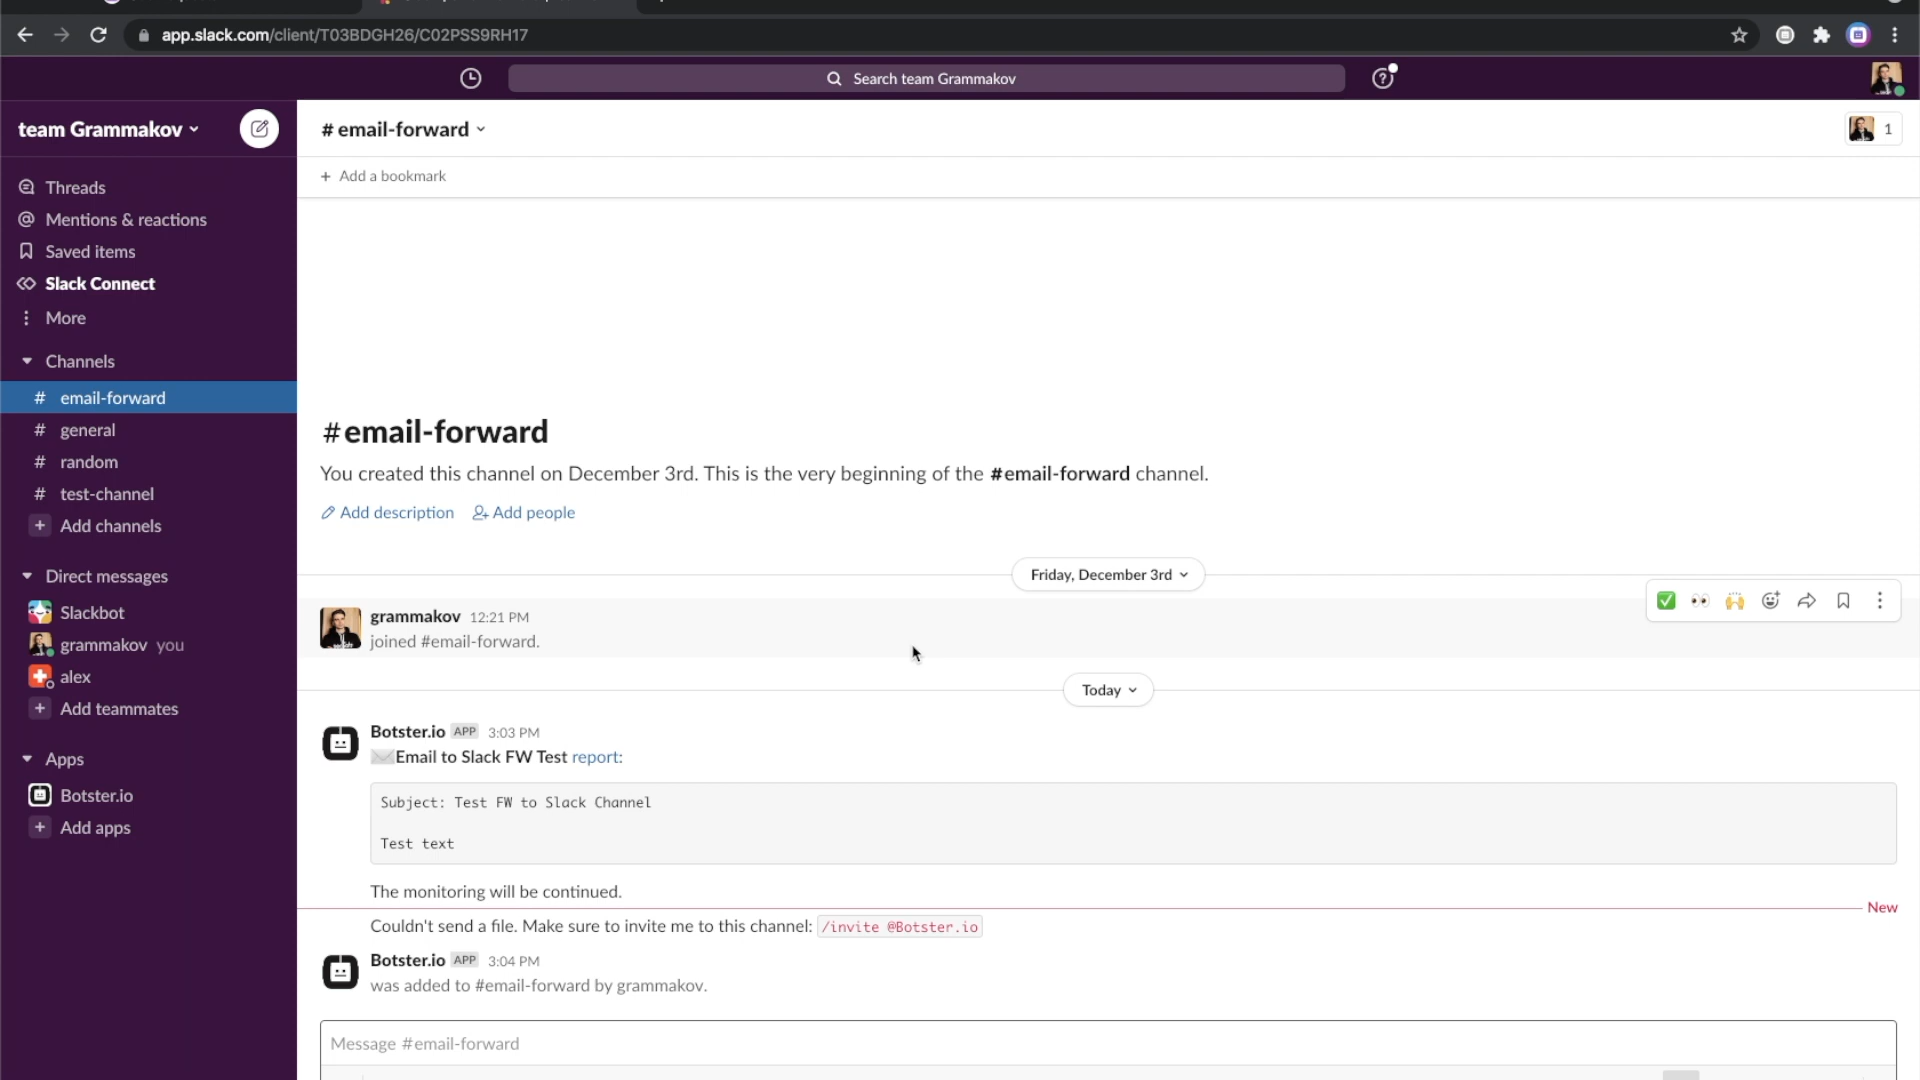 app.slack.com/client/T03BDGH26/C02PSS9RH17
Search team Grammakov
team Grammakov
Threads
@ Mentions & reactions
Saved items
Slack Connect
More
Channels
# email-forward
# general
# random
# test-channel
+ Add channels
Direct messages
Slackbot
grammakov you
alex
+ Add teammates
Apps
Botster.io
+ Add apps
# email-forward
1
+ Add a bookmark
#email-forward
You created this channel on December 3rd. This is the very beginning of the #email-forward channel.
Add description Add people
Friday, December 3rd
grammakov 12:21 PM
joined #email-forward.
Today
Botster.io APP 3:03 PM
Email to Slack FW Test report:
Subject: Test FW to Slack Channel
Test text
The monitoring will be continued.
New
Couldn't send a file. Make sure to invite me to this channel: /invite @Botster.io
Botster.io APP 3:04 PM
was added to #email-forward by grammakov.
Message #email-forward